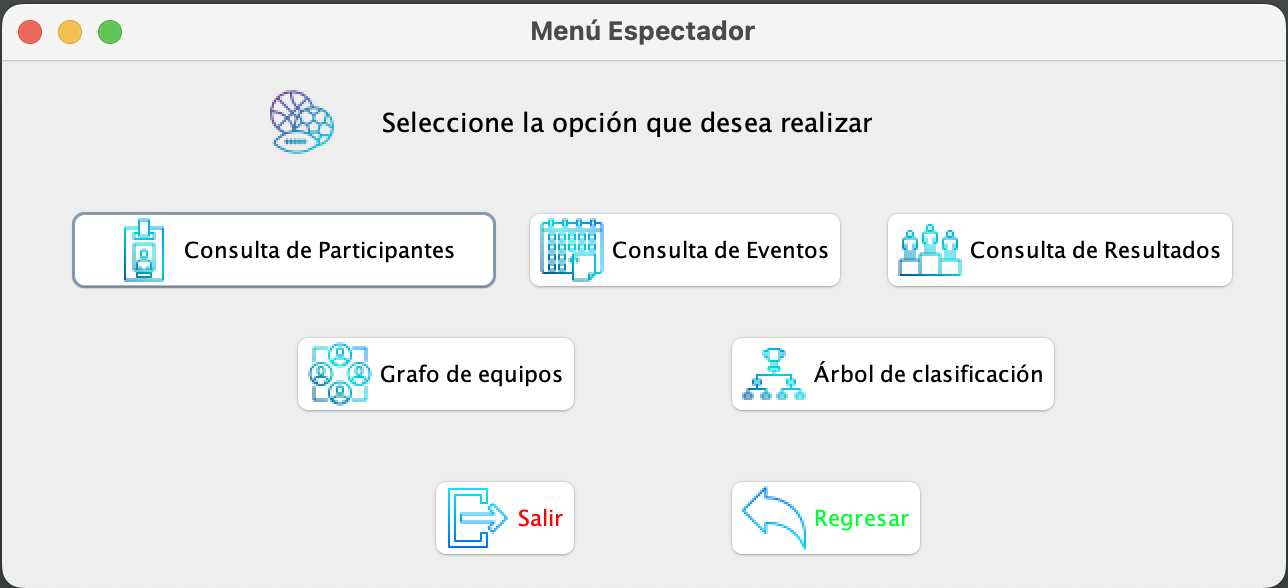 Menú Espectador
Seleccione la opción que desea realizar
Consulta de Participantes
Consulta de Eventos
Consulta de Resultados
Grafo de equipos
Árbol de clasificación
Salir
Regresar